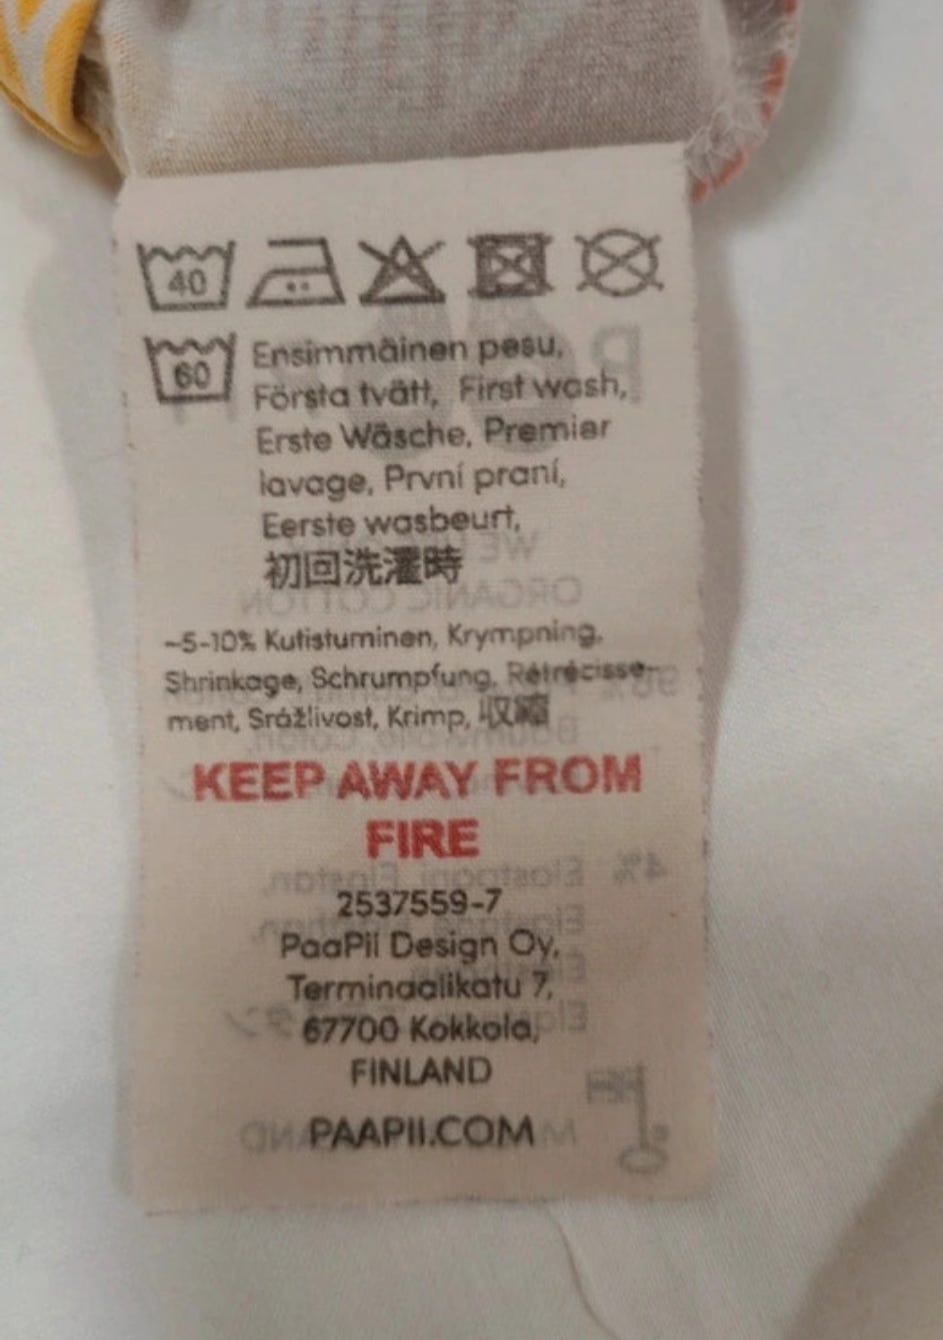 40
60
Ensimmäinen pesu,
Första tvätt, First wash,
Erste Wäsche, Premier
lavage, První praní,
Eerste wasbeurt,
初回洗濯時
~5-10% Kutistuminen, Krympning,
Shrinkage, Schrumpfung, Rétrécisse-
ment, Srážlivost, Krimp, 収縮
KEEP AWAY FROM
FIRE
2537559-7
PaaPii Design Oy,
Terminaalikatu 7,
67700 Kokkola,
FINLAND
PAAPII.COM